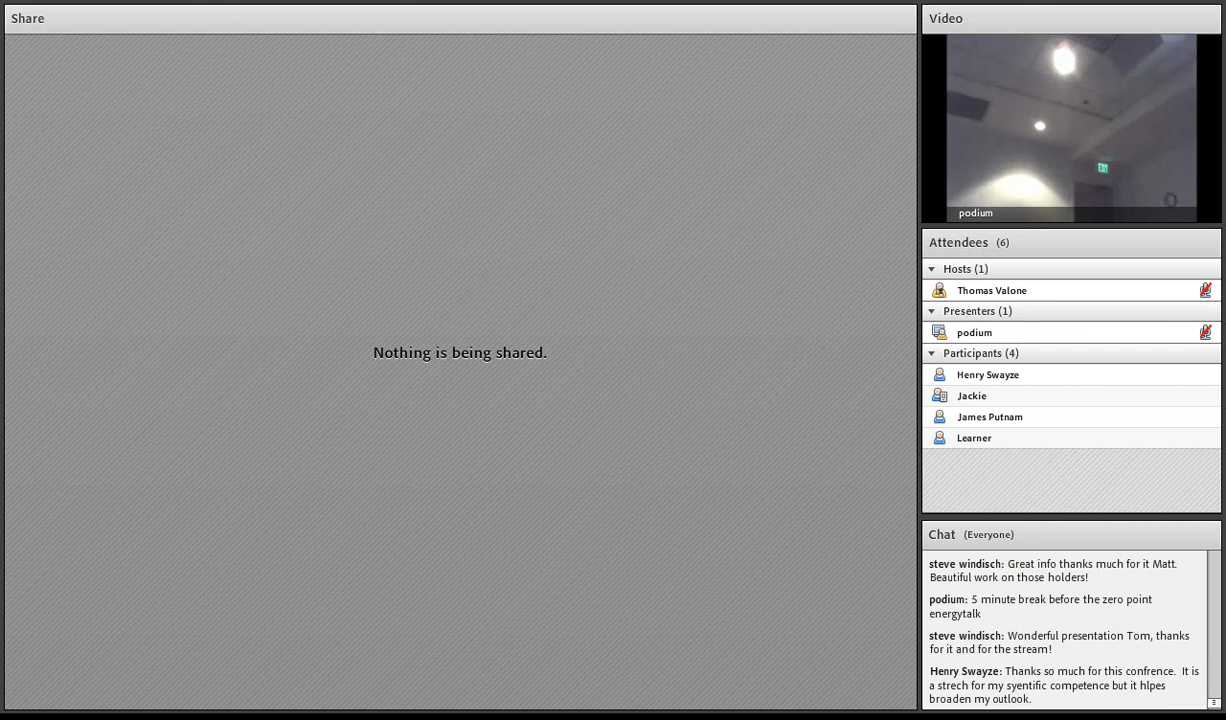 Share
Nothing is being shared.
Video
podium
Attendees (6)
Hosts (1)
Thomas Valone
Presenters (1)
podium
Participants (4)
Henry Swayze
Jackie
James Putnam
Learner
Chat (Everyone)
steve windisch: Great info thanks much for it Matt.
Beautiful work on those holders!
podium: 5 minute break before the zero point
energytalk
steve windisch: Wonderful presentation Tom, thanks
for it and for the stream!
Henry Swayze: Thanks so much for this confrence. It is
a strech for my syentific competence but it hlpes
broaden my outlook.